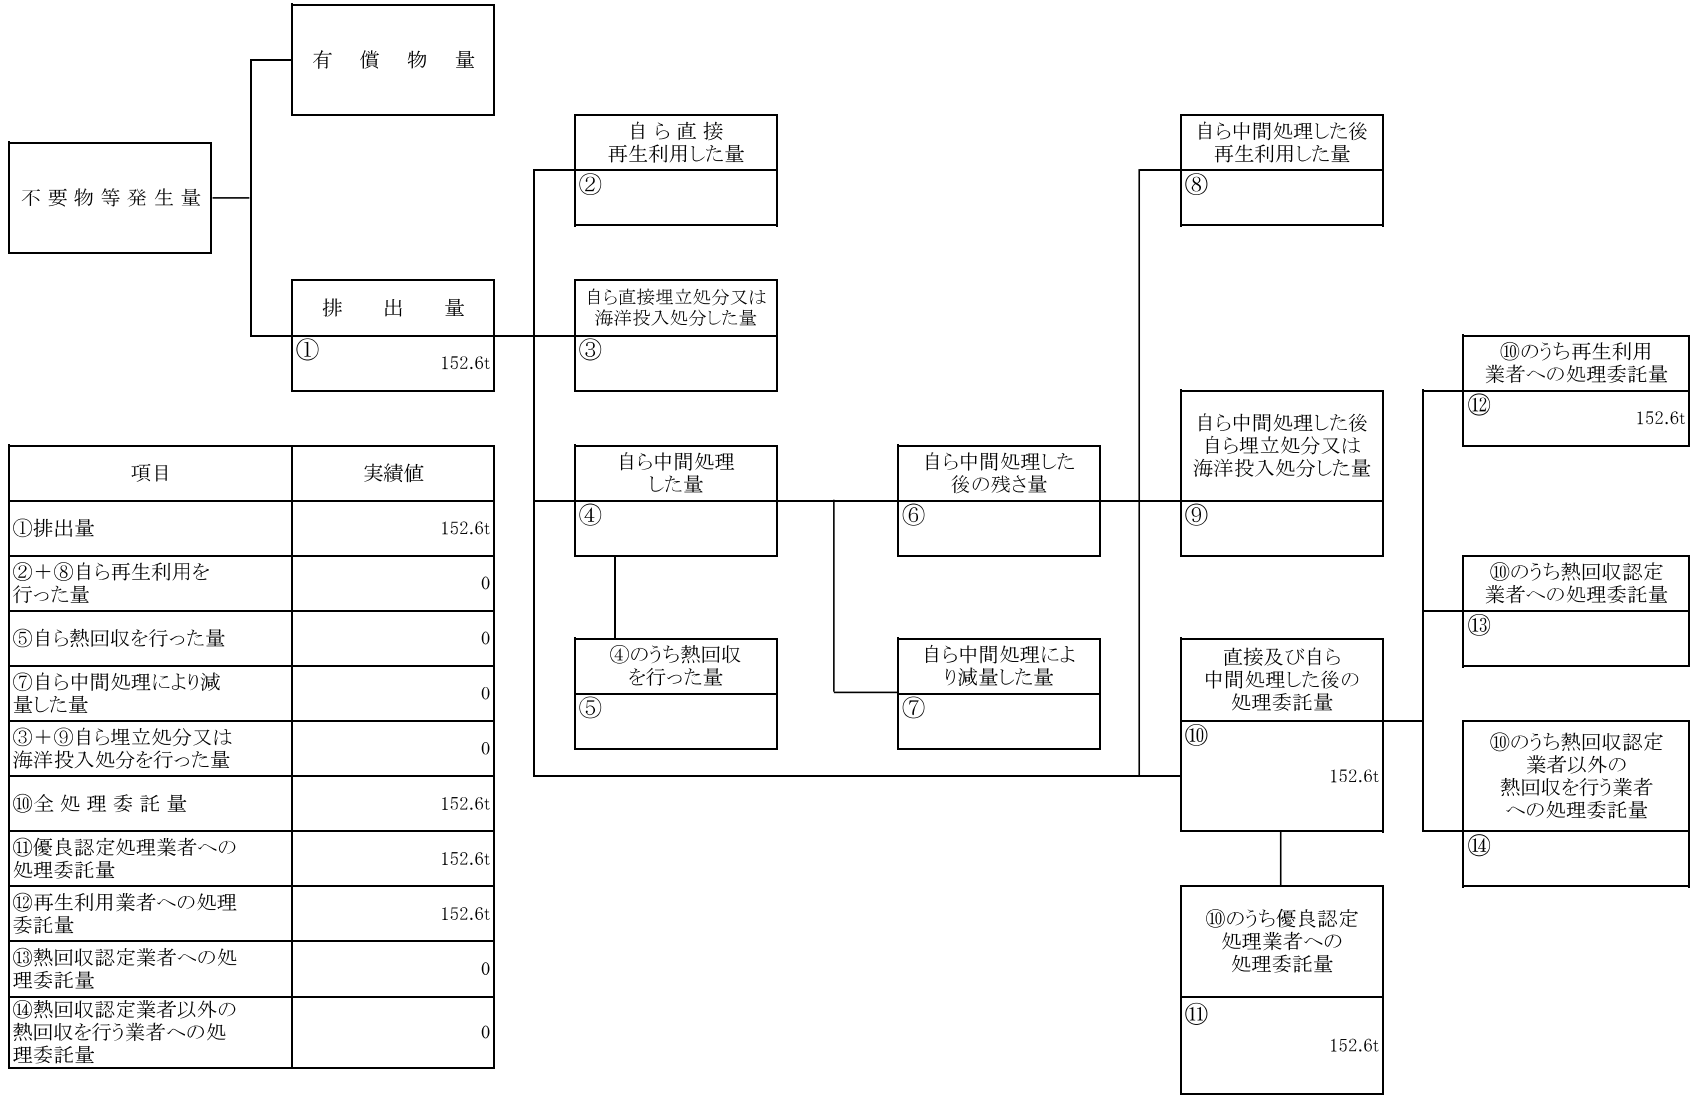 有償物量
不要物等発生量
排出量
①
152.6t
自ら直接
再生利用した量
②
自ら直接埋立処分又は
海洋投入処分した量
③
自ら中間処理
した量
④
④のうち熱回収
を行った量
⑤
自ら中間処理した
後の残さ量
⑥
自ら中間処理によ
り減量した量
⑦
自ら中間処理した後
再生利用した量
⑧
自ら中間処理した後
自ら埋立処分又は
海洋投入処分した量
⑨
直接及び自ら
中間処理した後の
処理委託量
⑩
152.6t
⑩のうち優良認定
処理業者への
処理委託量
⑪
152.6t
⑩のうち再生利用
業者への処理委託量
⑫
152.6t
⑩のうち熱回収認定
業者への処理委託量
⑬
⑩のうち熱回収認定
業者以外の
熱回収を行う業者
への処理委託量
⑭
項目 実績値
①排出量 152.6t
②＋⑧自ら再生利用を
行った量 0
⑤自ら熱回収を行った量 0
⑦自ら中間処理により減
量した量 0
③＋⑨自ら埋立処分又は
海洋投入処分を行った量 0
⑩全処理委託量 152.6t
⑪優良認定処理業者への
処理委託量 152.6t
⑫再生利用業者への処理
委託量 152.6t
⑬熱回収認定業者への処
理委託量 0
⑭熱回収認定業者以外の
熱回収を行う業者への処 0
理委託量